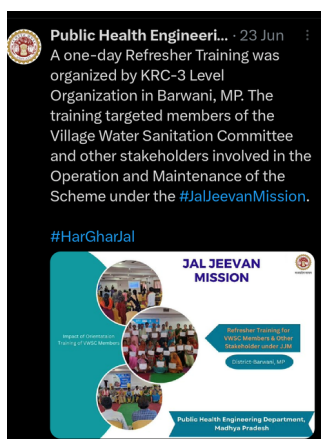 Public Health Engineeri... · 23 Jun
A one-day Refresher Training was
organized by KRC-3 Level
Organization in Barwani, MP. The
training targeted members of the
Village Water Sanitation Committee
and other stakeholders involved in the
Operation and Maintenance of the
Scheme under the #JalJeevanMission.
#HarGharJal
JAL JEEVAN
MISSION
Impact of Orientation
Training of VWSC Members
Refresher Training for
VWSC Members & Other
Stakeholder under JJM
District Barwani, MP
Public Health Engineering Department,
Madhya Pradesh